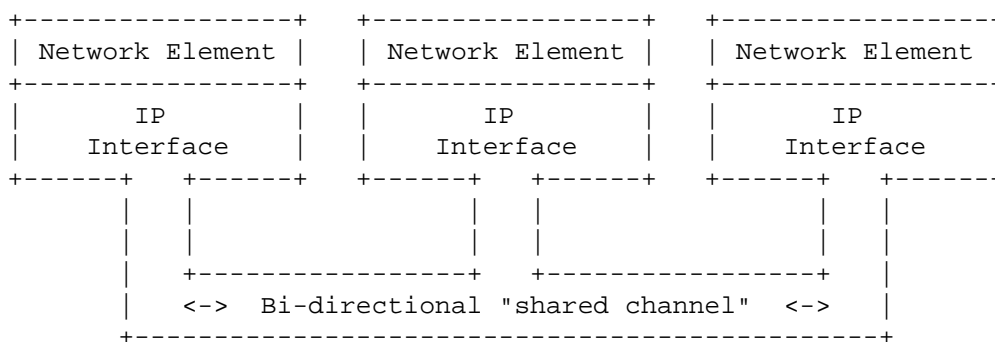 Network Element Network Element Network Element
IP IP IP
Interface Interface Interface
<-> Bi-directional "shared channel" <->